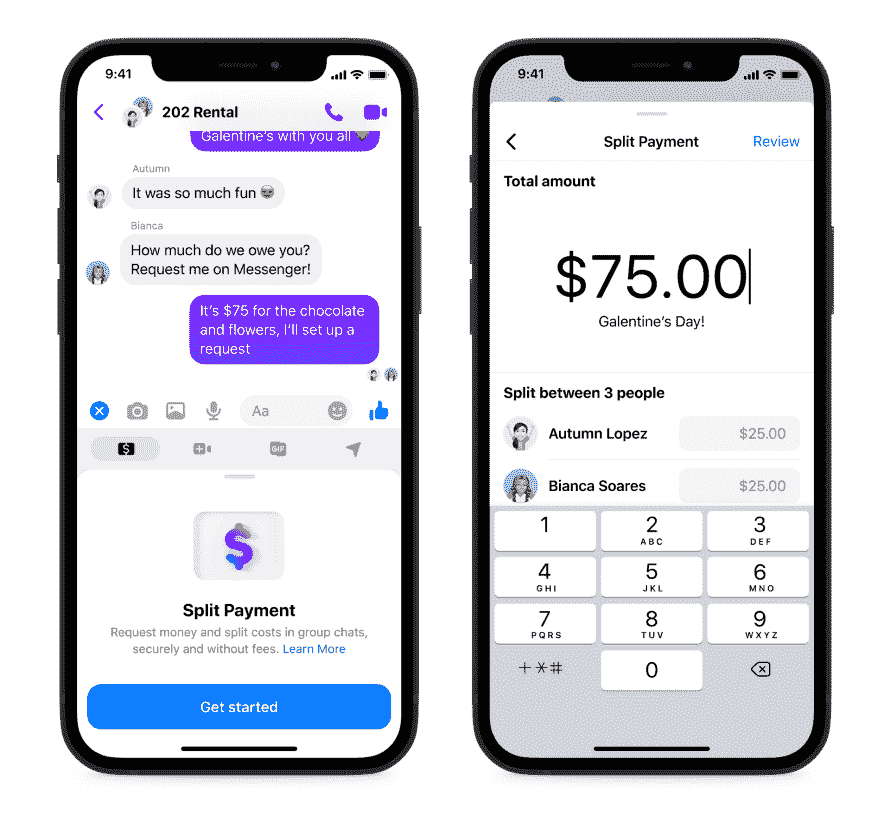 9:41
202 Rental
Galentine's with you all
Autumn
It was so much fun
Bianca
How much do we owe you?
Request me on Messenger!
It's $75 for the chocolate
and flowers, I'll set up a
request
Aa
$
GIF
$
Split Payment
Request money and split costs in group chats,
securely and without fees. Learn More
Get started
9:41
Split Payment
Review
Total amount
$75.00
Galentine's Day!
Split between 3 people
Autumn Lopez
$25.00
Bianca Soares
$25.00
1
2
ABC
3
DEF
4
GHI
5
JKL
6
MNO
7
PQRS
8
TUV
9
WXYZ
+*#
0